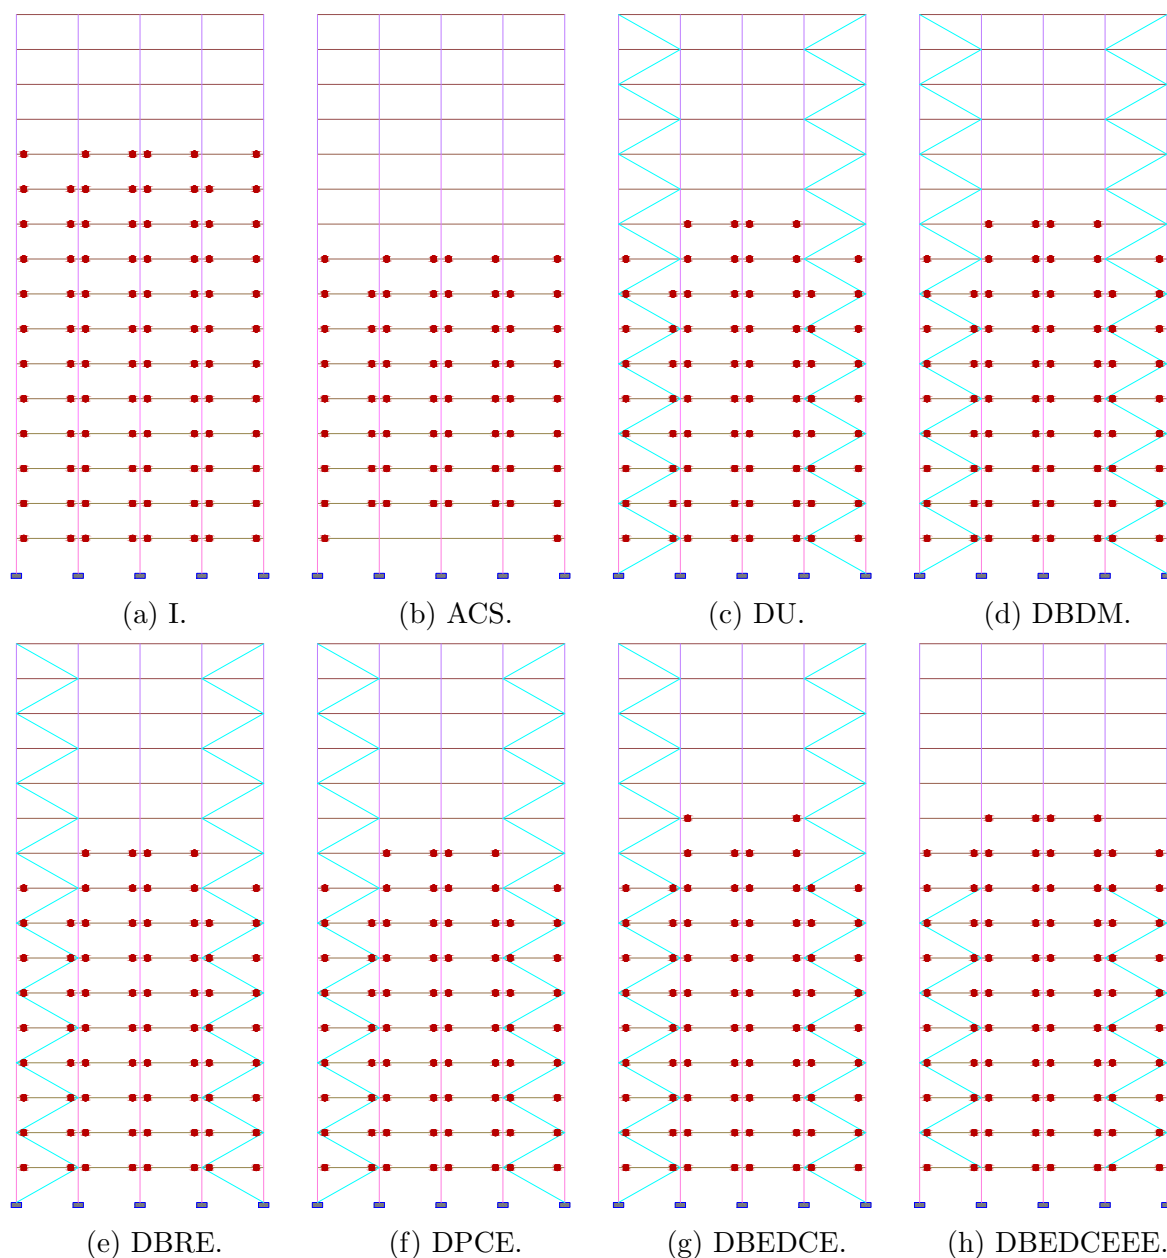 (a) I.
(b) ACS.
(c) DU.
(d) DBDM.
(e) DBRE.
(f) DPCE.
(g) DBEDCE.
(h) DBEDCEEE.